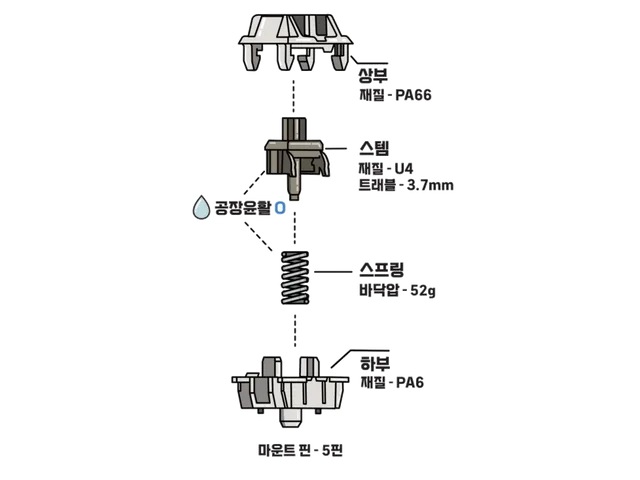 상부
재질 - PA66
스템
재질 - U4
트래블 - 3.7mm
공장윤활 O
스프링
바닥압 - 52g
하부
재질 - PA6
마운트 핀 - 5핀